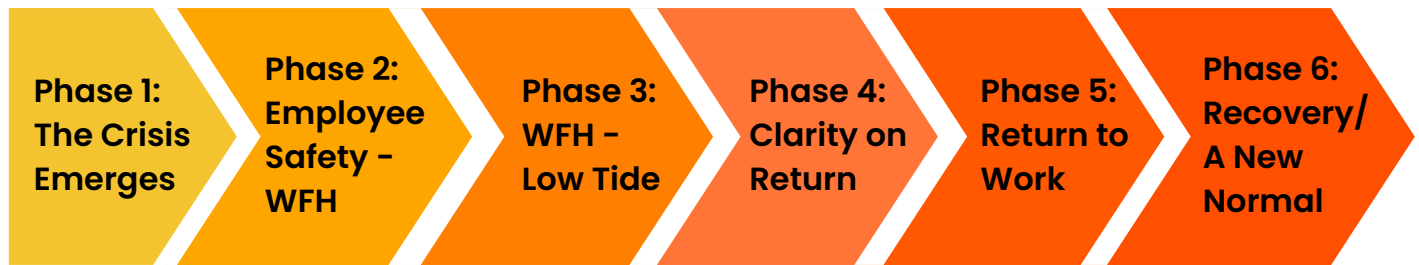 Phase 1:
The Crisis
Emerges
Phase 2:
Employee
Safety -
WFH
Phase 3:
WFH -
Low Tide
Phase 4:
Clarity on
Return
Phase 5:
Return to
Work
Phase 6:
Recovery/
A New
Normal